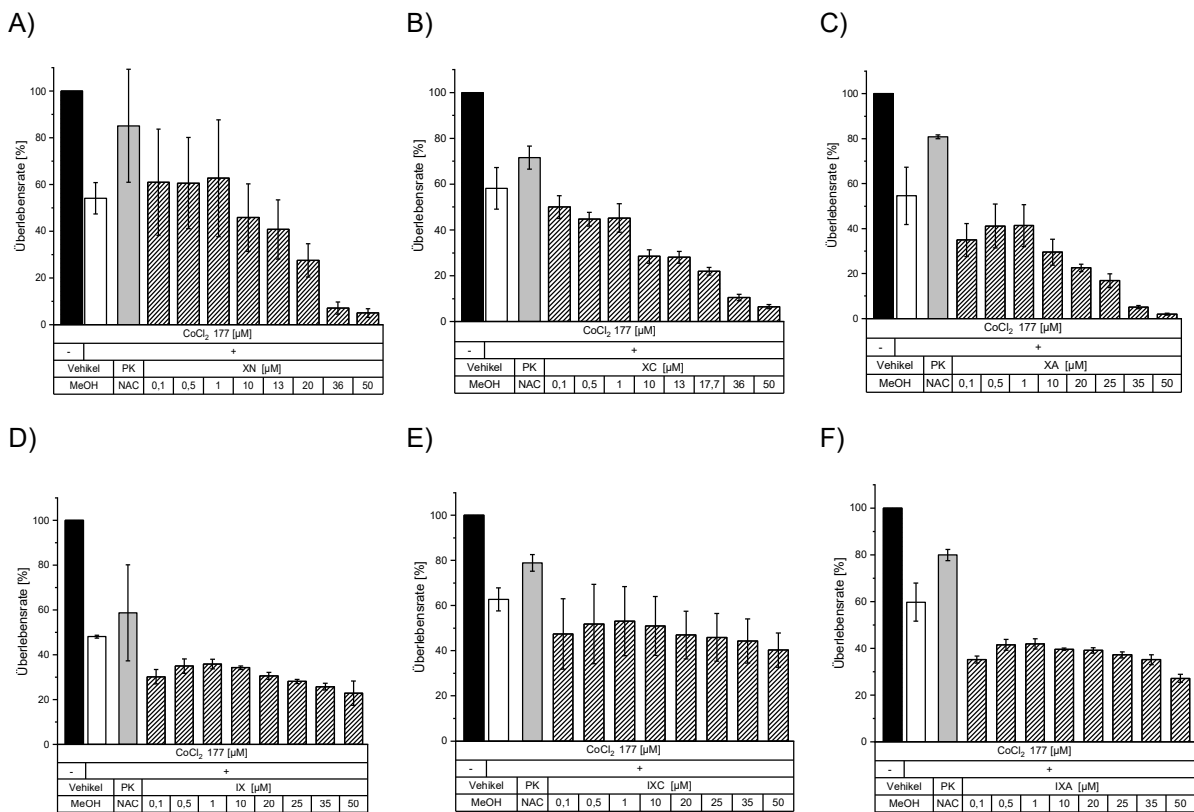 A)
Überlebensrate [%]
100
80
60
40
20
0
CoCl2 177 [µM]
- +
Vehikel PK XN [µM]
MeOH NAC 0,1 0,5 1 10 13 20 36 50
B)
Überlebensrate [%]
100
80
60
40
20
0
CoCl2 177 [µM]
- +
Vehikel PK XC [µM]
MeOH NAC 0,1 0,5 1 10 13 17,7 36 50
C)
Überlebensrate [%]
100
80
60
40
20
0
CoCl2 177 [µM]
- +
Vehikel PK XA [µM]
MeOH NAC 0,1 0,5 1 10 20 25 35 50
D)
Überlebensrate [%]
100
80
60
40
20
0
CoCl2 177 [µM]
- +
Vehikel PK IX [µM]
MeOH NAC 0,1 0,5 1 10 20 25 35 50
E)
Überlebensrate [%]
100
80
60
40
20
0
CoCl2 177 [µM]
- +
Vehikel PK IXC [µM]
MeOH NAC 0,1 0,5 1 10 20 25 35 50
F)
Überlebensrate [%]
100
80
60
40
20
0
CoCl2 177 [µM]
- +
Vehikel PK IXA [µM]
MeOH NAC 0,1 0,5 1 10 20 25 35 50